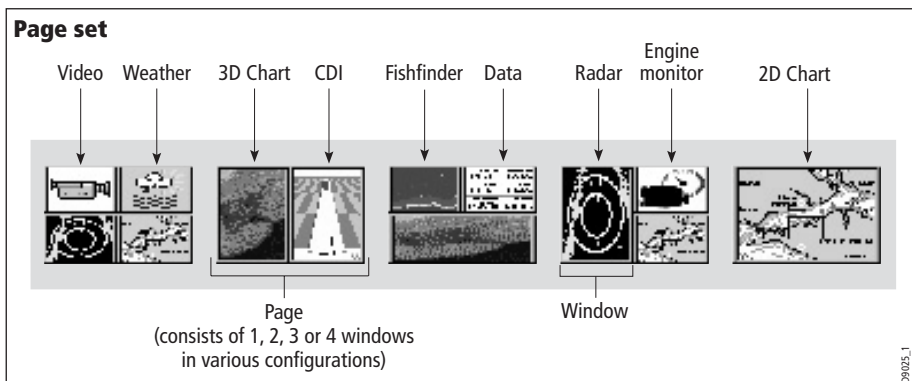 Page set
Video Weather 3D Chart CDI Fishfinder Data Radar Engine monitor 2D Chart
Page
(consists of 1, 2, 3 or 4 windows
in various configurations)
Window
D9025_1